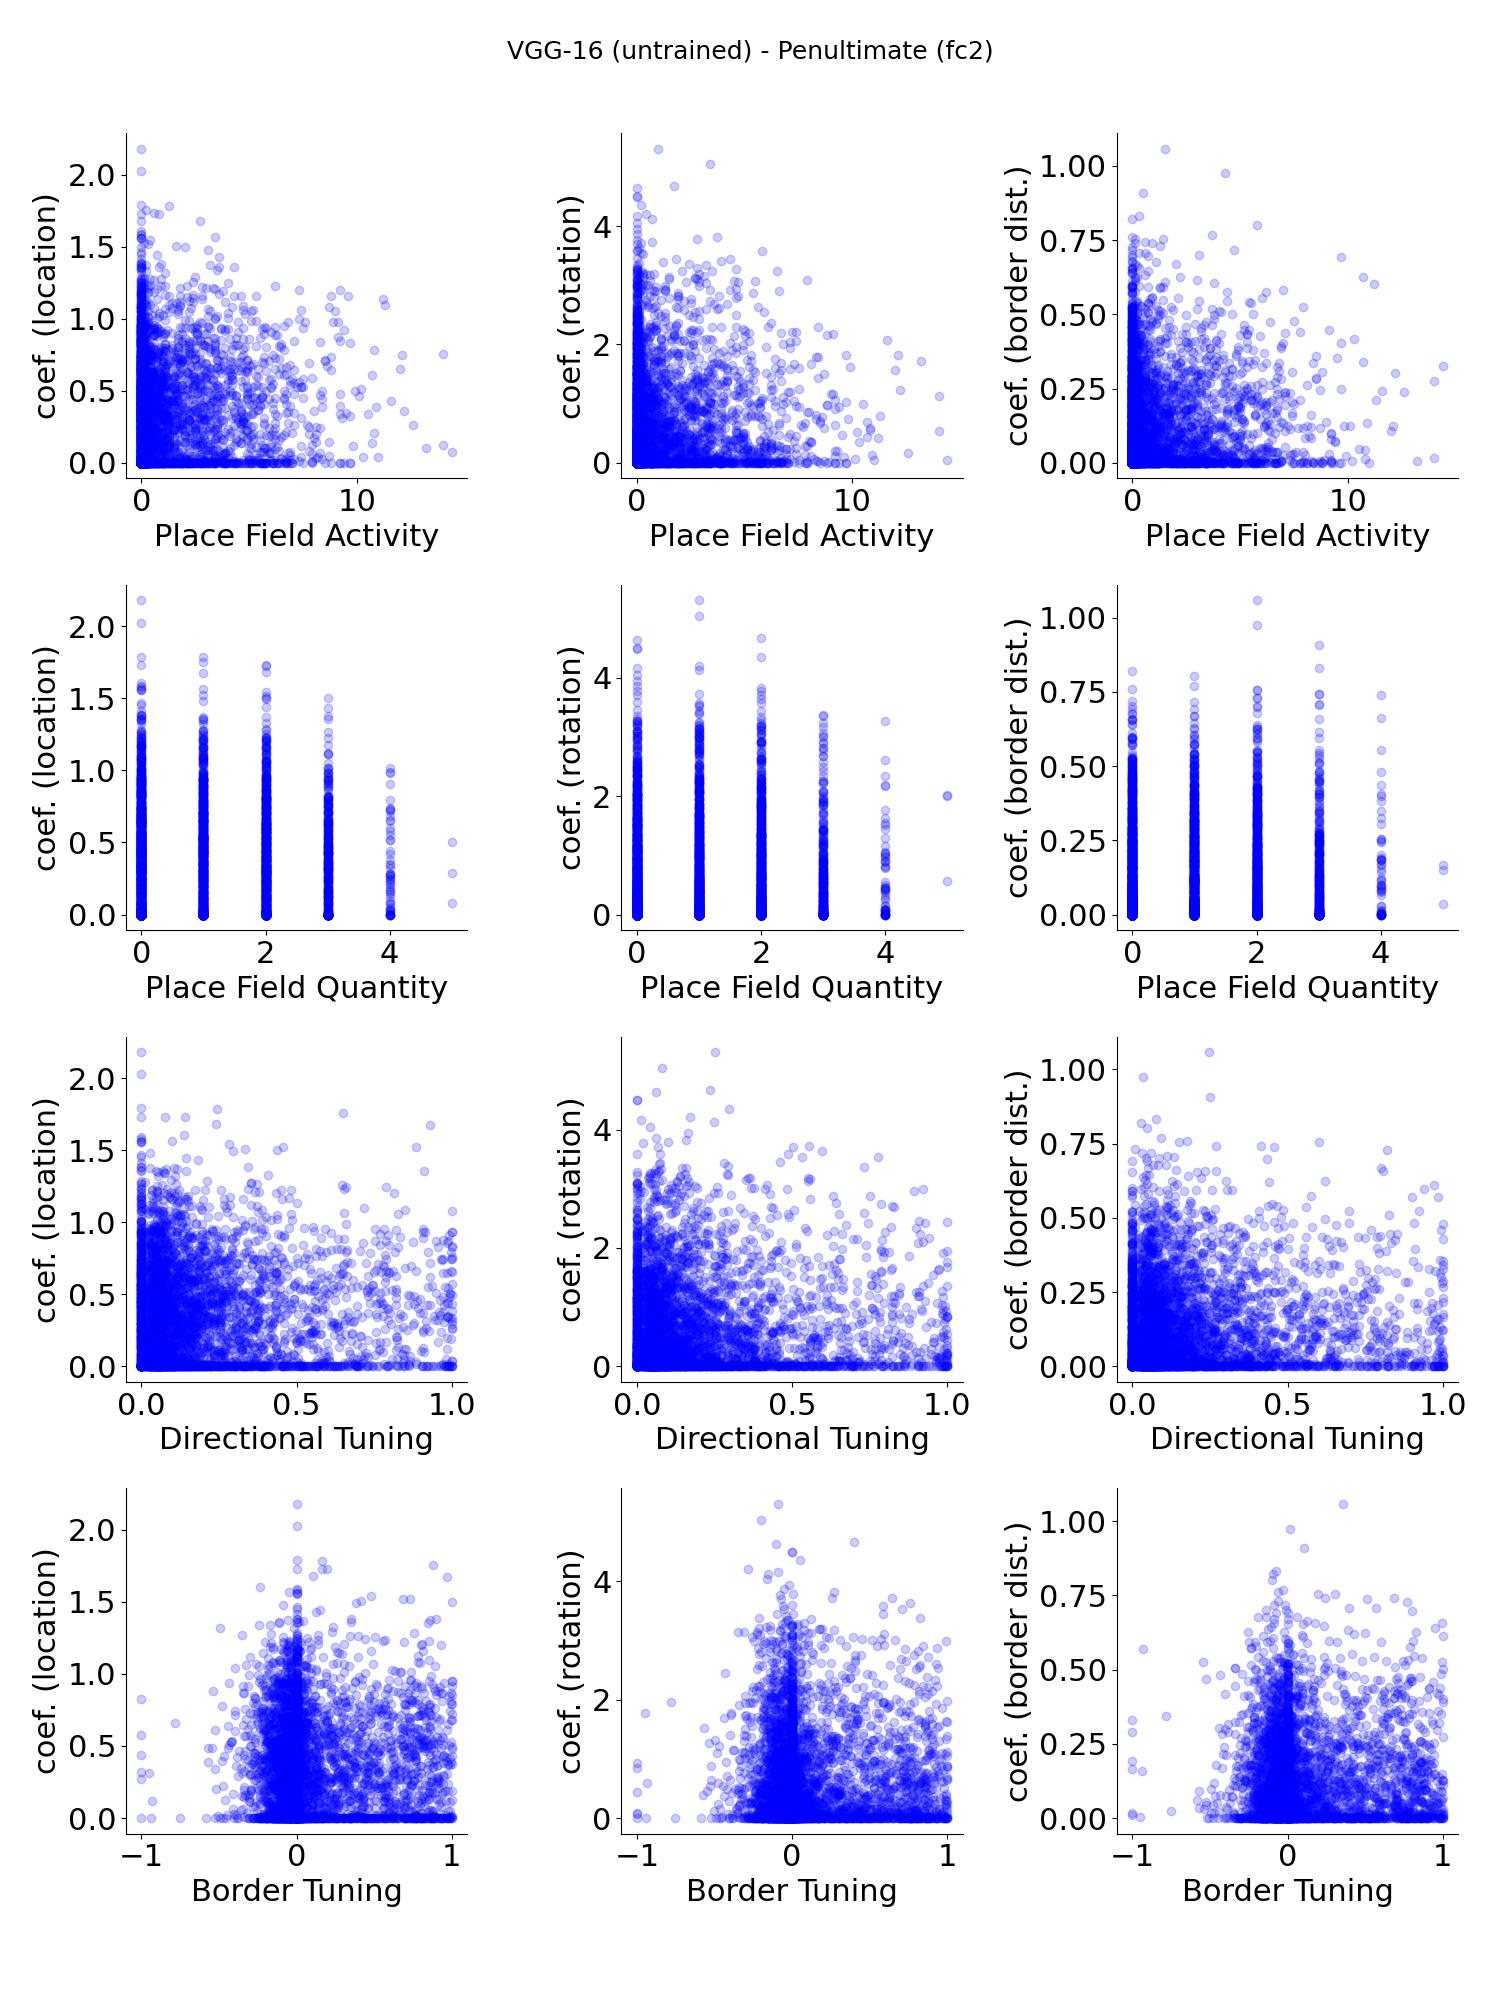 VGG-16 (untrained) - Penultimate (fc2)
coef. (location)
2.0
1.5
1.0
0.5
0.0
0 10
Place Field Activity
coef. (rotation)
4
2
0
0 10
Place Field Activity
coef. (border dist.)
1.00
0.75
0.50
0.25
0.00
0 10
Place Field Activity
coef. (location)
2.0
1.5
1.0
0.5
0.0
0 2 4
Place Field Quantity
coef. (rotation)
4
2
0
0 2 4
Place Field Quantity
coef. (border dist.)
1.00
0.75
0.50
0.25
0.00
0 2 4
Place Field Quantity
coef. (location)
2.0
1.5
1.0
0.5
0.0
0.0 0.5 1.0
Directional Tuning
coef. (rotation)
4
2
0
0.0 0.5 1.0
Directional Tuning
coef. (border dist.)
1.00
0.75
0.50
0.25
0.00
0.0 0.5 1.0
Directional Tuning
coef. (location)
2.0
1.5
1.0
0.5
0.0
−1 0 1
Border Tuning
coef. (rotation)
4
2
0
−1 0 1
Border Tuning
coef. (border dist.)
1.00
0.75
0.50
0.25
0.00
−1 0 1
Border Tuning